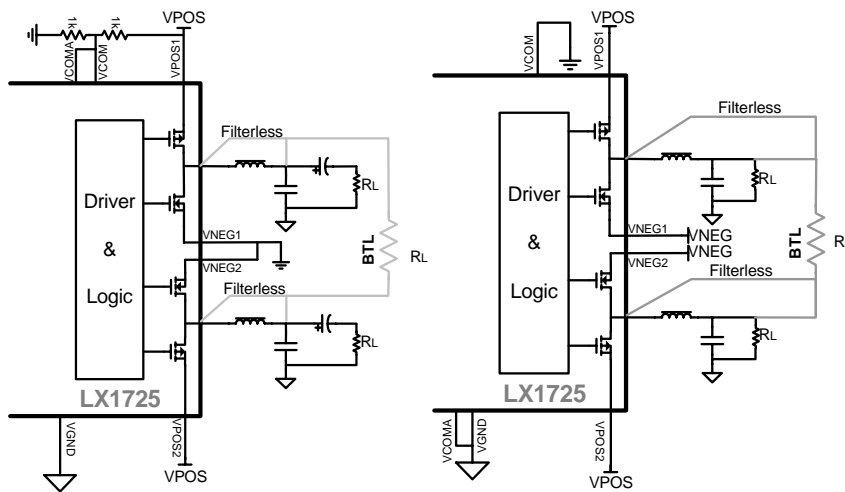 VPOS
1k
1k
VCOMA
VCOM
VPOS1
Filterless
RL
Driver
&
Logic
VNEG1
VNEG2
BTL
RL
Filterless
RL
LX1725
VGND
VPOS2
VPOS
VPOS
VCOM
VPOS1
Filterless
RL
Driver
&
Logic
VNEG1
VNEG
VNEG
VNEG2
BTL
R
Filterless
RL
LX1725
VCOMA
VGND
VPOS2
VPOS